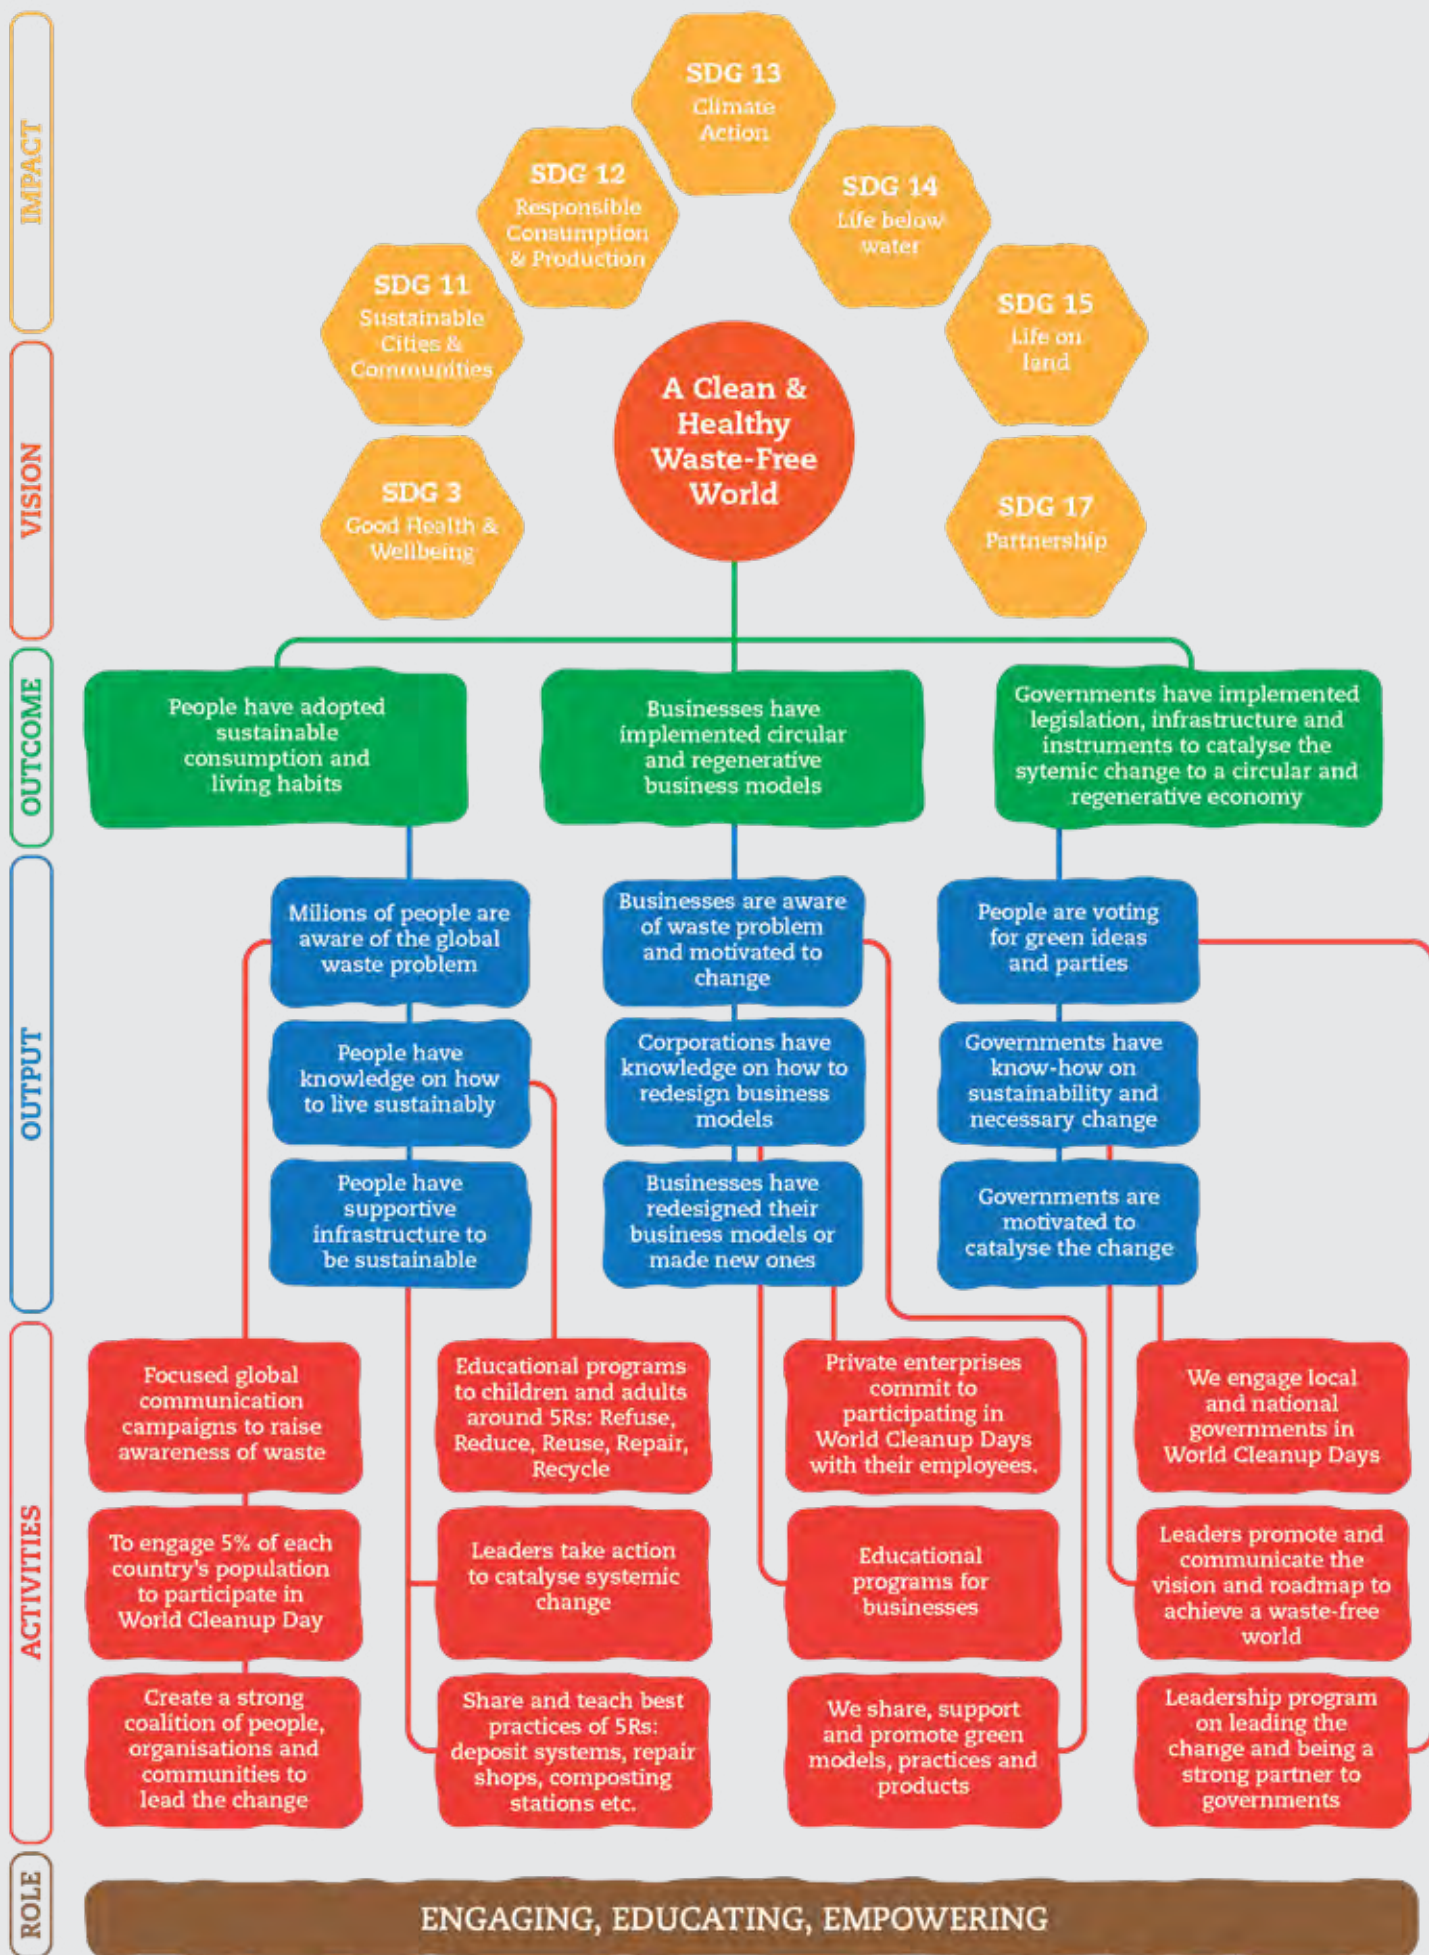 IMPACT
SDG 13
Climate
Action
SDG 12
Responsible
Consumption
& Production
SDG 14
Life below
water
SDG 11
Sustainable
Cities &
Communities
SDG 15
Life on
land
VISION
A Clean &
Healthy
Waste-Free
World
SDG 3
Good Health &
Wellbeing
SDG 17
Partnership
OUTCOME
People have adopted
sustainable
consumption and
living habits
Businesses have
implemented circular
and regenerative
business models
Governments have implemented
legislation, infrastructure and
instruments to catalyse the
sytemic change to a circular and
regenerative economy
OUTPUT
Milions of people are
aware of the global
waste problem
Businesses are aware
of waste problem
and motivated to
change
People are voting
for green ideas
and parties
People have
knowledge on how
to live sustainably
Corporations have
knowledge on how to
redesign business
models
Governments have
know-how on
sustainability and
necessary change
People have
supportive
infrastructure to
be sustainable
Businesses have
redesigned their
business models or
made new ones
Governments are
motivated to
catalyse the change
ACTIVITIES
Focused global
communication
campaigns to raise
awareness of waste
Educational programs
to children and adults
around 5Rs: Refuse,
Reduce, Reuse, Repair,
Recycle
Private enterprises
commit to
participating in
World Cleanup Days
with their employees.
We engage local
and national
governments in
World Cleanup Days
To engage 5% of each
country's population
to participate in
World Cleanup Day
Leaders take action
to catalyse systemic
change
Educational
programs for
businesses
Leaders promote and
communicate the
vision and roadmap to
achieve a waste-free
world
Create a strong
coalition of people,
organisations and
communities to
lead the change
Share and teach best
practices of 5Rs:
deposit systems, repair
shops, composting
stations etc.
We share, support
and promote green
models, practices and
products
Leadership program
on leading the
change and being a
strong partner to
governments
ROLE
ENGAGING, EDUCATING, EMPOWERING